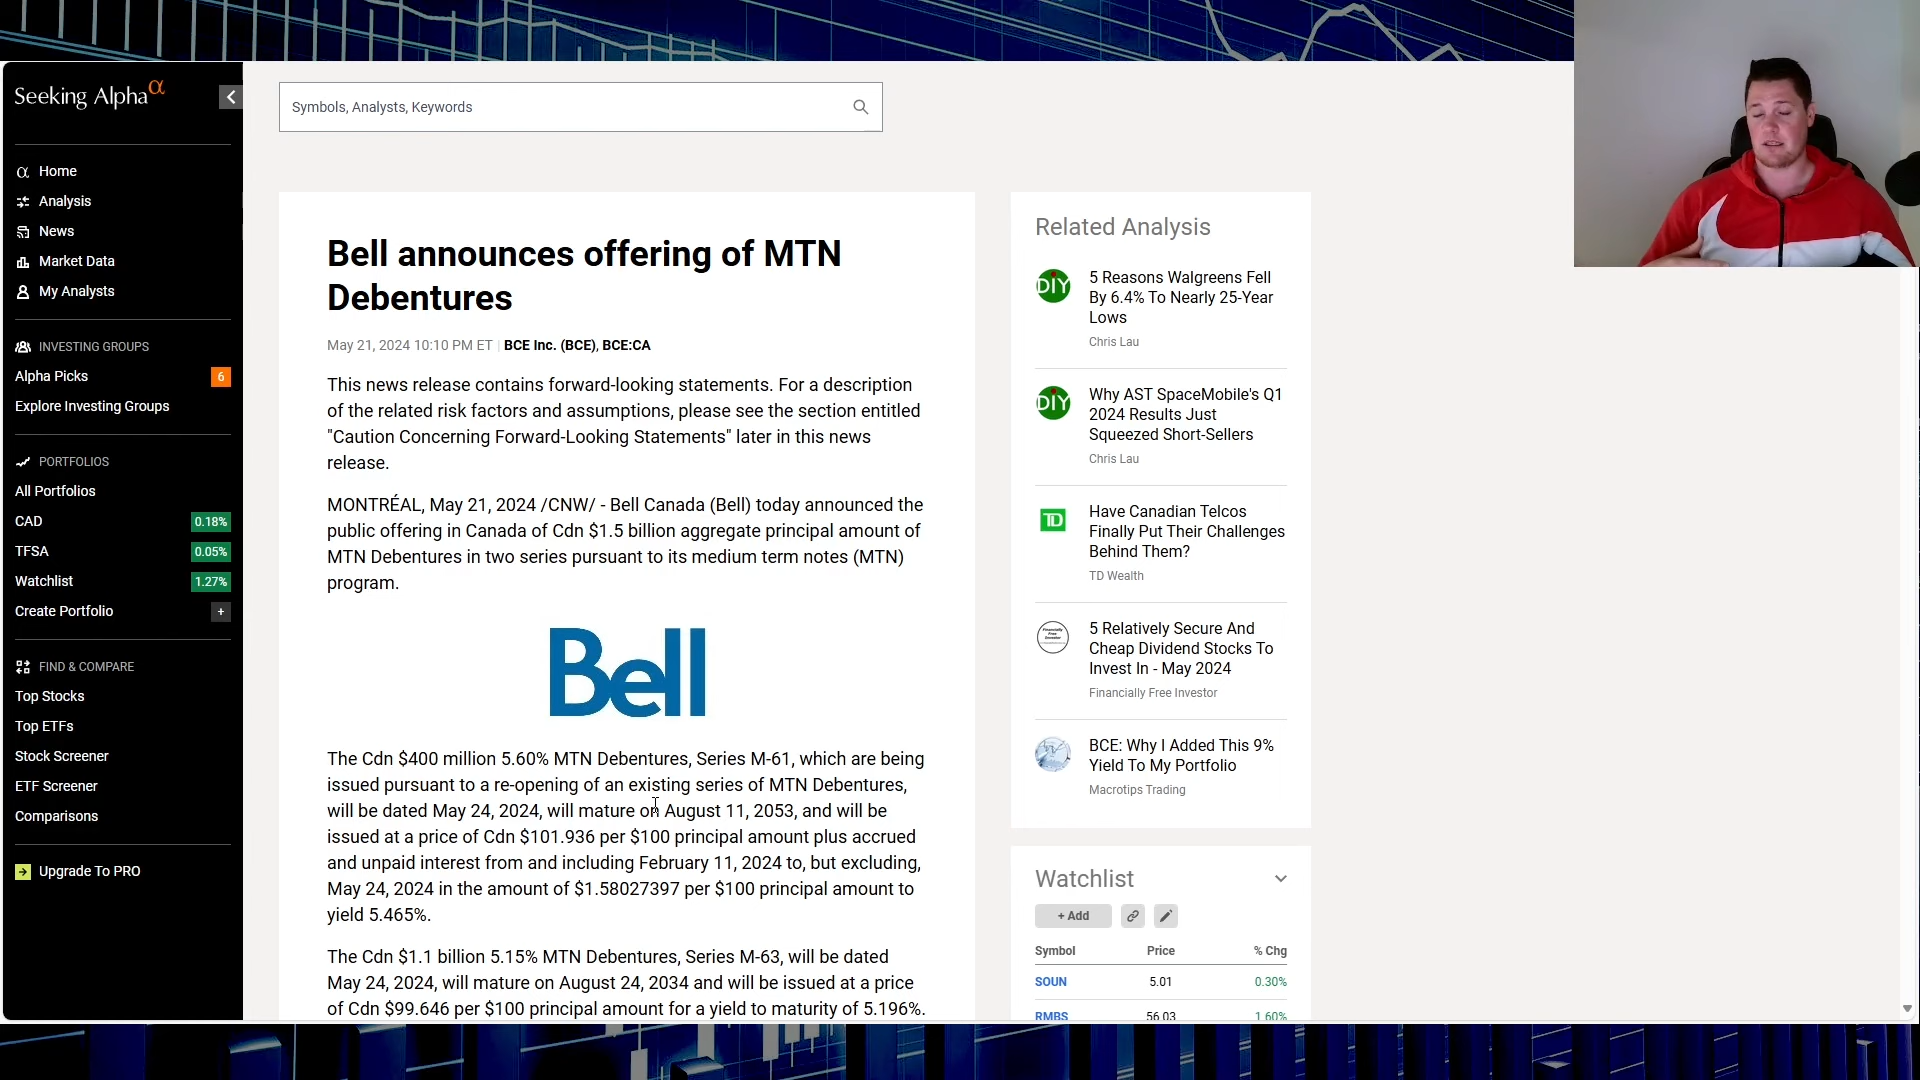 Seeking Alpha α
Symbols, Analysts, Keywords
Home
Analysis
News
Market Data
My Analysts
INVESTING GROUPS
Alpha Picks 6
Explore Investing Groups
PORTFOLIOS
All Portfolios
CAD 0.18%
TFSA 0.05%
Watchlist 1.27%
Create Portfolio +
FIND & COMPARE
Top Stocks
Top ETFs
Stock Screener
ETF Screener
Comparisons
Upgrade To PRO
Bell announces offering of MTN
Debentures
May 21, 2024 10:10 PM ET | BCE Inc. (BCE), BCE:CA
This news release contains forward-looking statements. For a description
of the related risk factors and assumptions, please see the section entitled
"Caution Concerning Forward-Looking Statements" later in this news
release.
MONTRÉAL, May 21, 2024 /CNW/ - Bell Canada (Bell) today announced the
public offering in Canada of Cdn $1.5 billion aggregate principal amount of
MTN Debentures in two series pursuant to its medium term notes (MTN)
program.
Bell
The Cdn $400 million 5.60% MTN Debentures, Series M-61, which are being
issued pursuant to a re-opening of an existing series of MTN Debentures,
will be dated May 24, 2024, will mature on August 11, 2053, and will be
issued at a price of Cdn $101.936 per $100 principal amount plus accrued
and unpaid interest from and including February 11, 2024 to, but excluding,
May 24, 2024 in the amount of $1.58027397 per $100 principal amount to
yield 5.465%.
The Cdn $1.1 billion 5.15% MTN Debentures, Series M-63, will be dated
May 24, 2024, will mature on August 24, 2034 and will be issued at a price
of Cdn $99.646 per $100 principal amount for a yield to maturity of 5.196%.
Related Analysis
DIY
5 Reasons Walgreens Fell
By 6.4% To Nearly 25-Year
Lows
Chris Lau
DIY
Why AST SpaceMobile's Q1
2024 Results Just
Squeezed Short-Sellers
Chris Lau
TD
Have Canadian Telcos
Finally Put Their Challenges
Behind Them?
TD Wealth
5 Relatively Secure And
Cheap Dividend Stocks To
Invest In - May 2024
Financially Free Investor
BCE: Why I Added This 9%
Yield To My Portfolio
Macrotips Trading
Watchlist
+ Add
Symbol Price % Chg
SOUN 5.01 0.30%
RMBS 56.03 1.60%